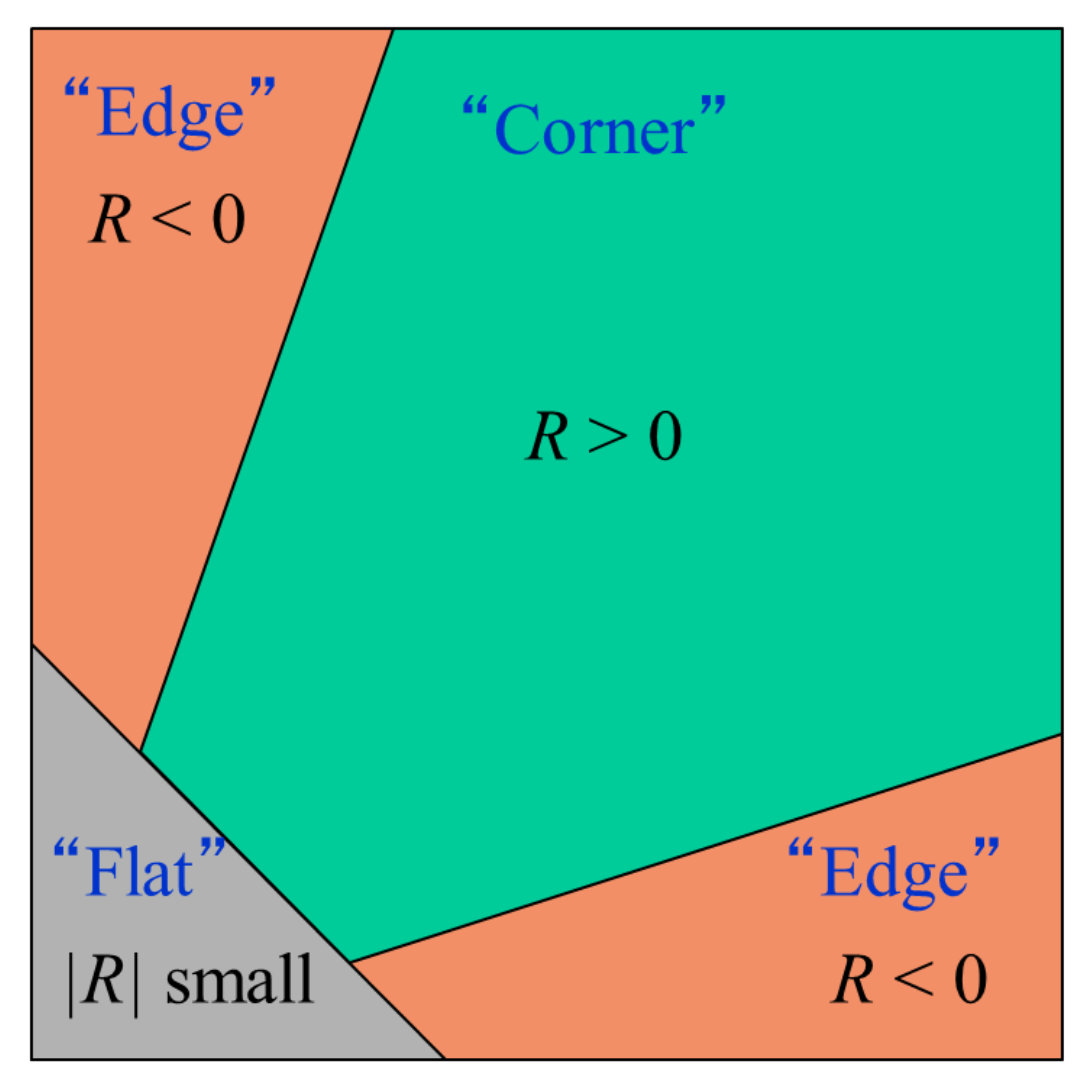 “Edge”
R < 0
“Corner”
R > 0
“Flat”
|R| small
“Edge”
R < 0